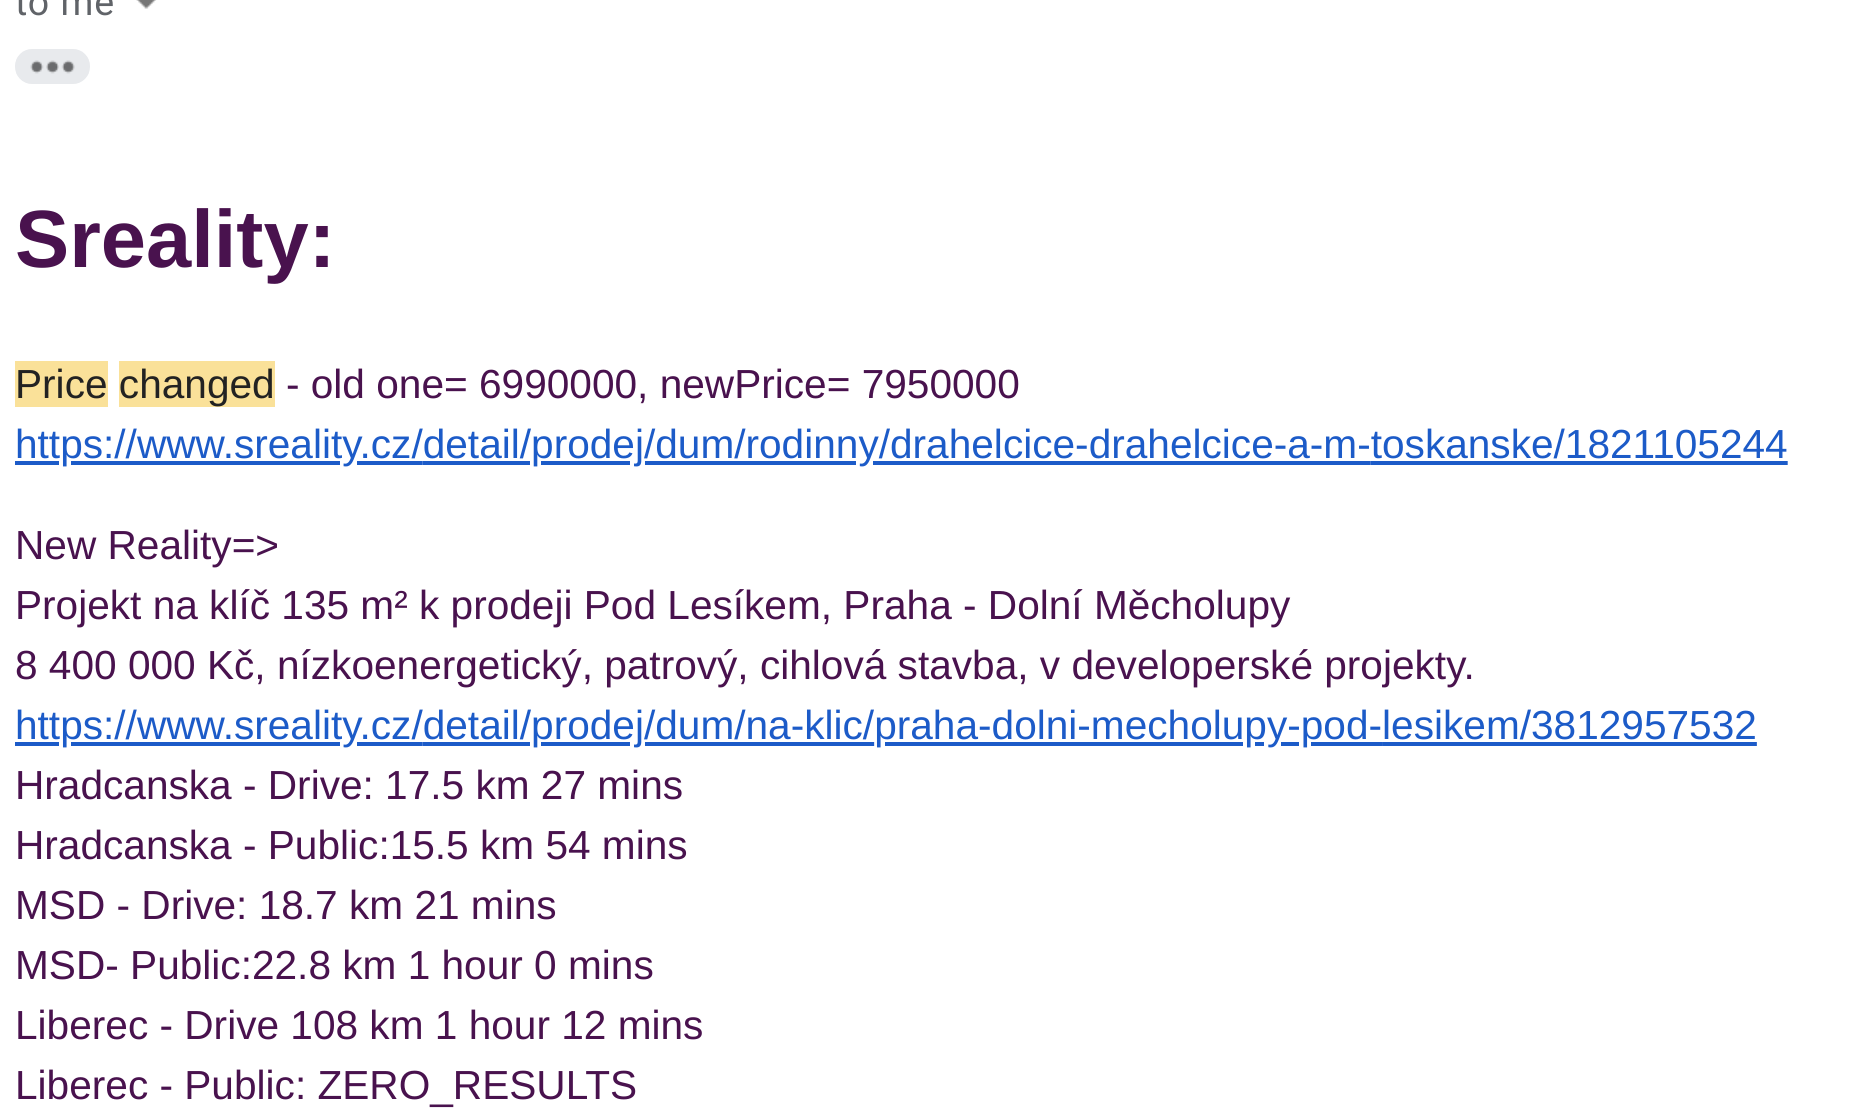 to me
Sreality:
Price changed - old one= 6990000, newPrice= 7950000
https://www.sreality.cz/detail/prodej/dum/rodinny/drahelcice-drahelcice-a-m-toskanske/1821105244
New Reality=>
Projekt na klíč 135 m² k prodeji Pod Lesíkem, Praha - Dolní Měcholupy
8 400 000 Kč, nízkoenergetický, patrový, cihlová stavba, v developerské projekty.
https://www.sreality.cz/detail/prodej/dum/na-klic/praha-dolni-mecholupy-pod-lesikem/3812957532
Hradcanska - Drive: 17.5 km 27 mins
Hradcanska - Public:15.5 km 54 mins
MSD - Drive: 18.7 km 21 mins
MSD- Public:22.8 km 1 hour 0 mins
Liberec - Drive 108 km 1 hour 12 mins
Liberec - Public: ZERO_RESULTS